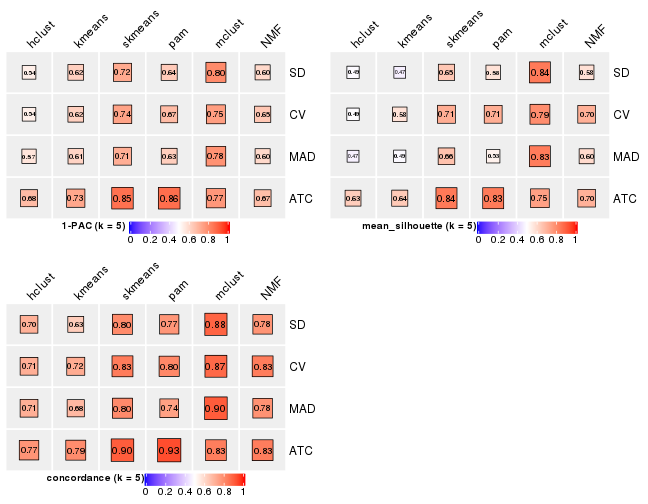 hclust kmeans skmeans pam mclust NMF
0.54 0.62 0.72 0.64 0.80 0.60 SD
0.54 0.62 0.74 0.67 0.75 0.65 CV
0.57 0.61 0.71 0.63 0.78 0.60 MAD
0.68 0.73 0.85 0.86 0.77 0.67 ATC
1-PAC (k = 5)
0 0.2 0.4 0.6 0.8 1
hclust kmeans skmeans pam mclust NMF
0.49 0.47 0.65 0.58 0.84 0.58 SD
0.49 0.58 0.71 0.71 0.79 0.70 CV
0.47 0.49 0.66 0.53 0.83 0.60 MAD
0.63 0.64 0.84 0.83 0.75 0.70 ATC
mean_silhouette (k = 5)
0 0.2 0.4 0.6 0.8 1
hclust kmeans skmeans pam mclust NMF
0.70 0.63 0.80 0.77 0.88 0.78 SD
0.71 0.72 0.83 0.80 0.87 0.83 CV
0.71 0.68 0.80 0.74 0.90 0.78 MAD
0.77 0.79 0.90 0.93 0.83 0.83 ATC
concordance (k = 5)
0 0.2 0.4 0.6 0.8 1